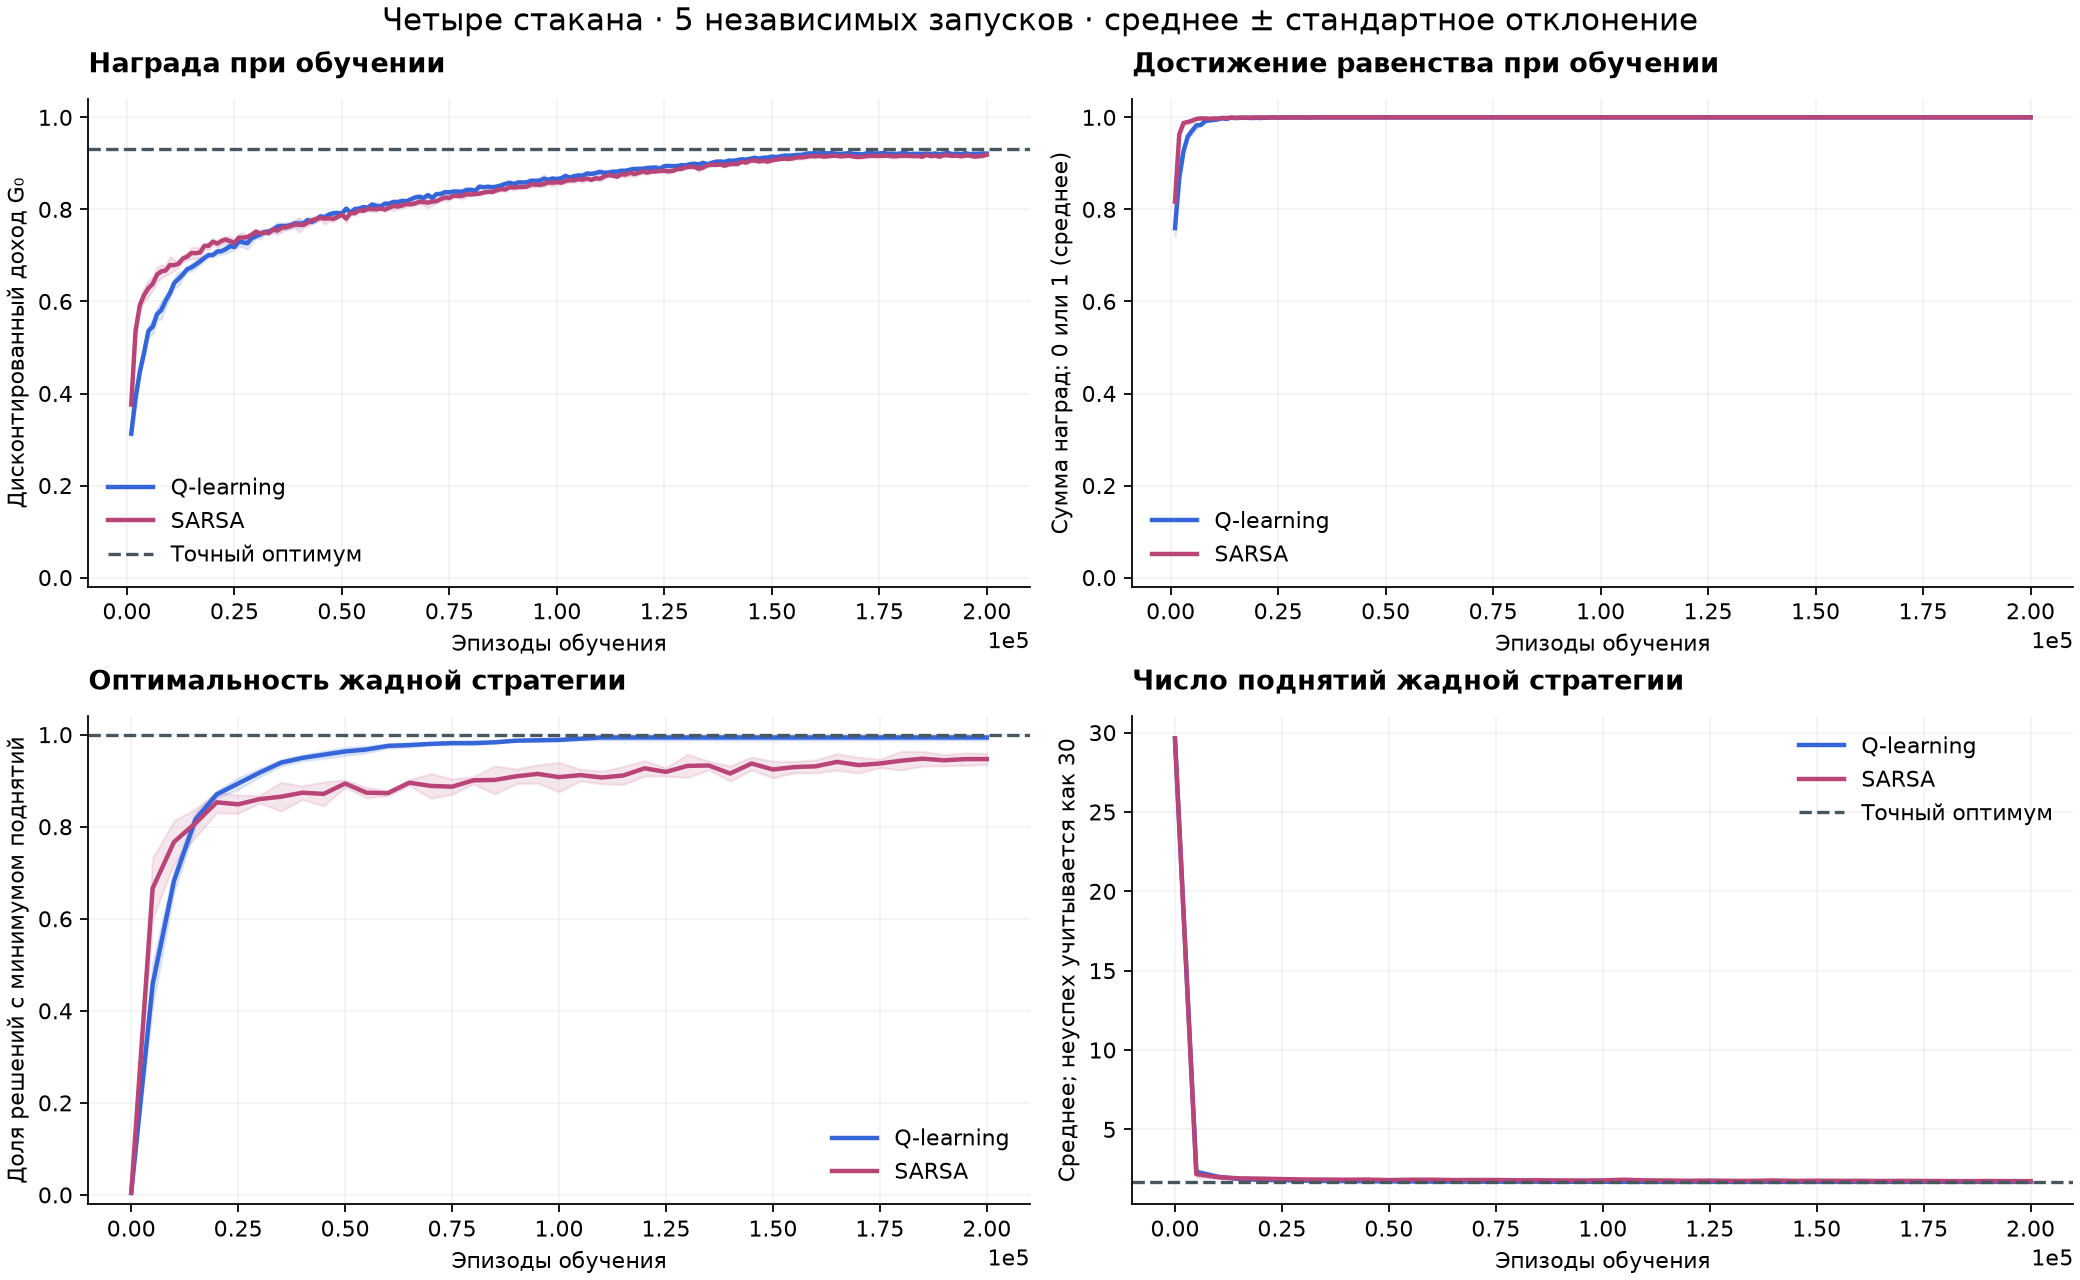 Четыре стакана · 5 независимых запусков · среднее ± стандартное отклонение
Награда при обучении
Дисконтированный доход G₀
1.0
0.8
0.6
0.4
0.2
0.0
Q-learning
SARSA
Точный оптимум
0.00 0.25 0.50 0.75 1.00 1.25 1.50 1.75 2.00
1e5
Эпизоды обучения
Достижение равенства при обучении
Сумма наград: 0 или 1 (среднее)
1.0
0.8
0.6
0.4
0.2
0.0
Q-learning
SARSA
0.00 0.25 0.50 0.75 1.00 1.25 1.50 1.75 2.00
1e5
Эпизоды обучения
Оптимальность жадной стратегии
Доля решений с минимумом поднятий
1.0
0.8
0.6
0.4
0.2
0.0
Q-learning
SARSA
0.00 0.25 0.50 0.75 1.00 1.25 1.50 1.75 2.00
1e5
Эпизоды обучения
Число поднятий жадной стратегии
Среднее; неуспех учитывается как 30
30
25
20
15
10
5
Q-learning
SARSA
Точный оптимум
0.00 0.25 0.50 0.75 1.00 1.25 1.50 1.75 2.00
1e5
Эпизоды обучения